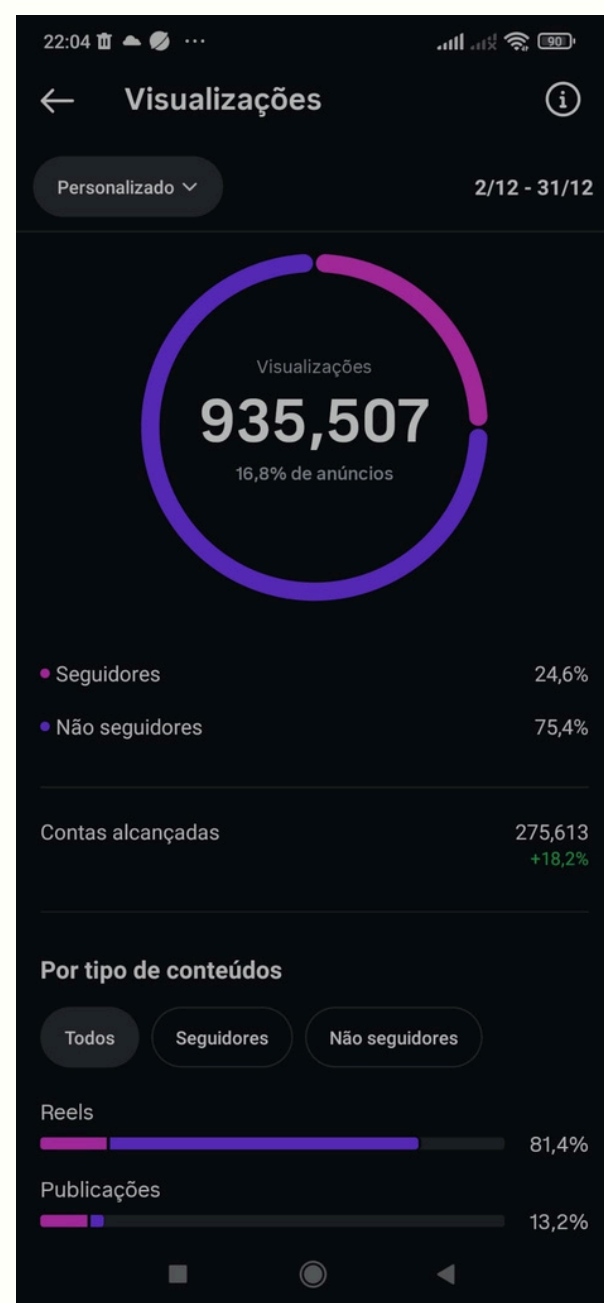 22:04 ... 90
Visualizações
Personalizado 2/12 - 31/12
Visualizações
935,507
16,8% de anúncios
Seguidores 24,6%
Não seguidores 75,4%
Contas alcançadas 275,613
+18,2%
Por tipo de conteúdos
Todos Seguidores Não seguidores
Reels
81,4%
Publicações
13,2%